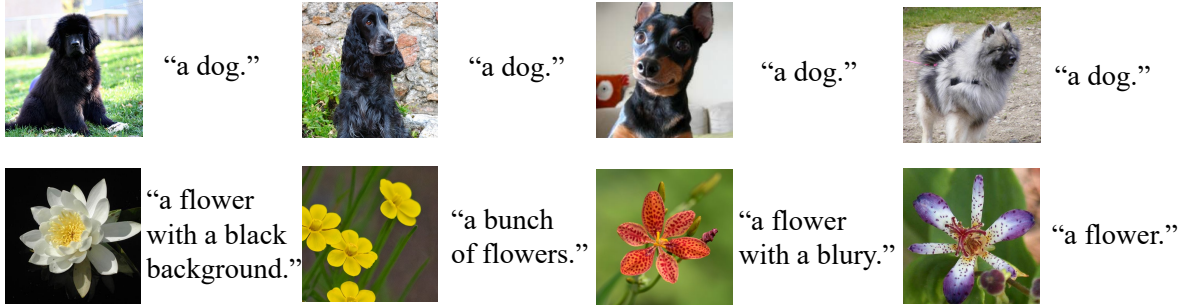 “a dog.”
“a dog.”
“a dog.”
“a dog.”
“a flower
with a black
background.”
“a bunch
of flowers.”
“a flower
with a blury.”
“a flower.”